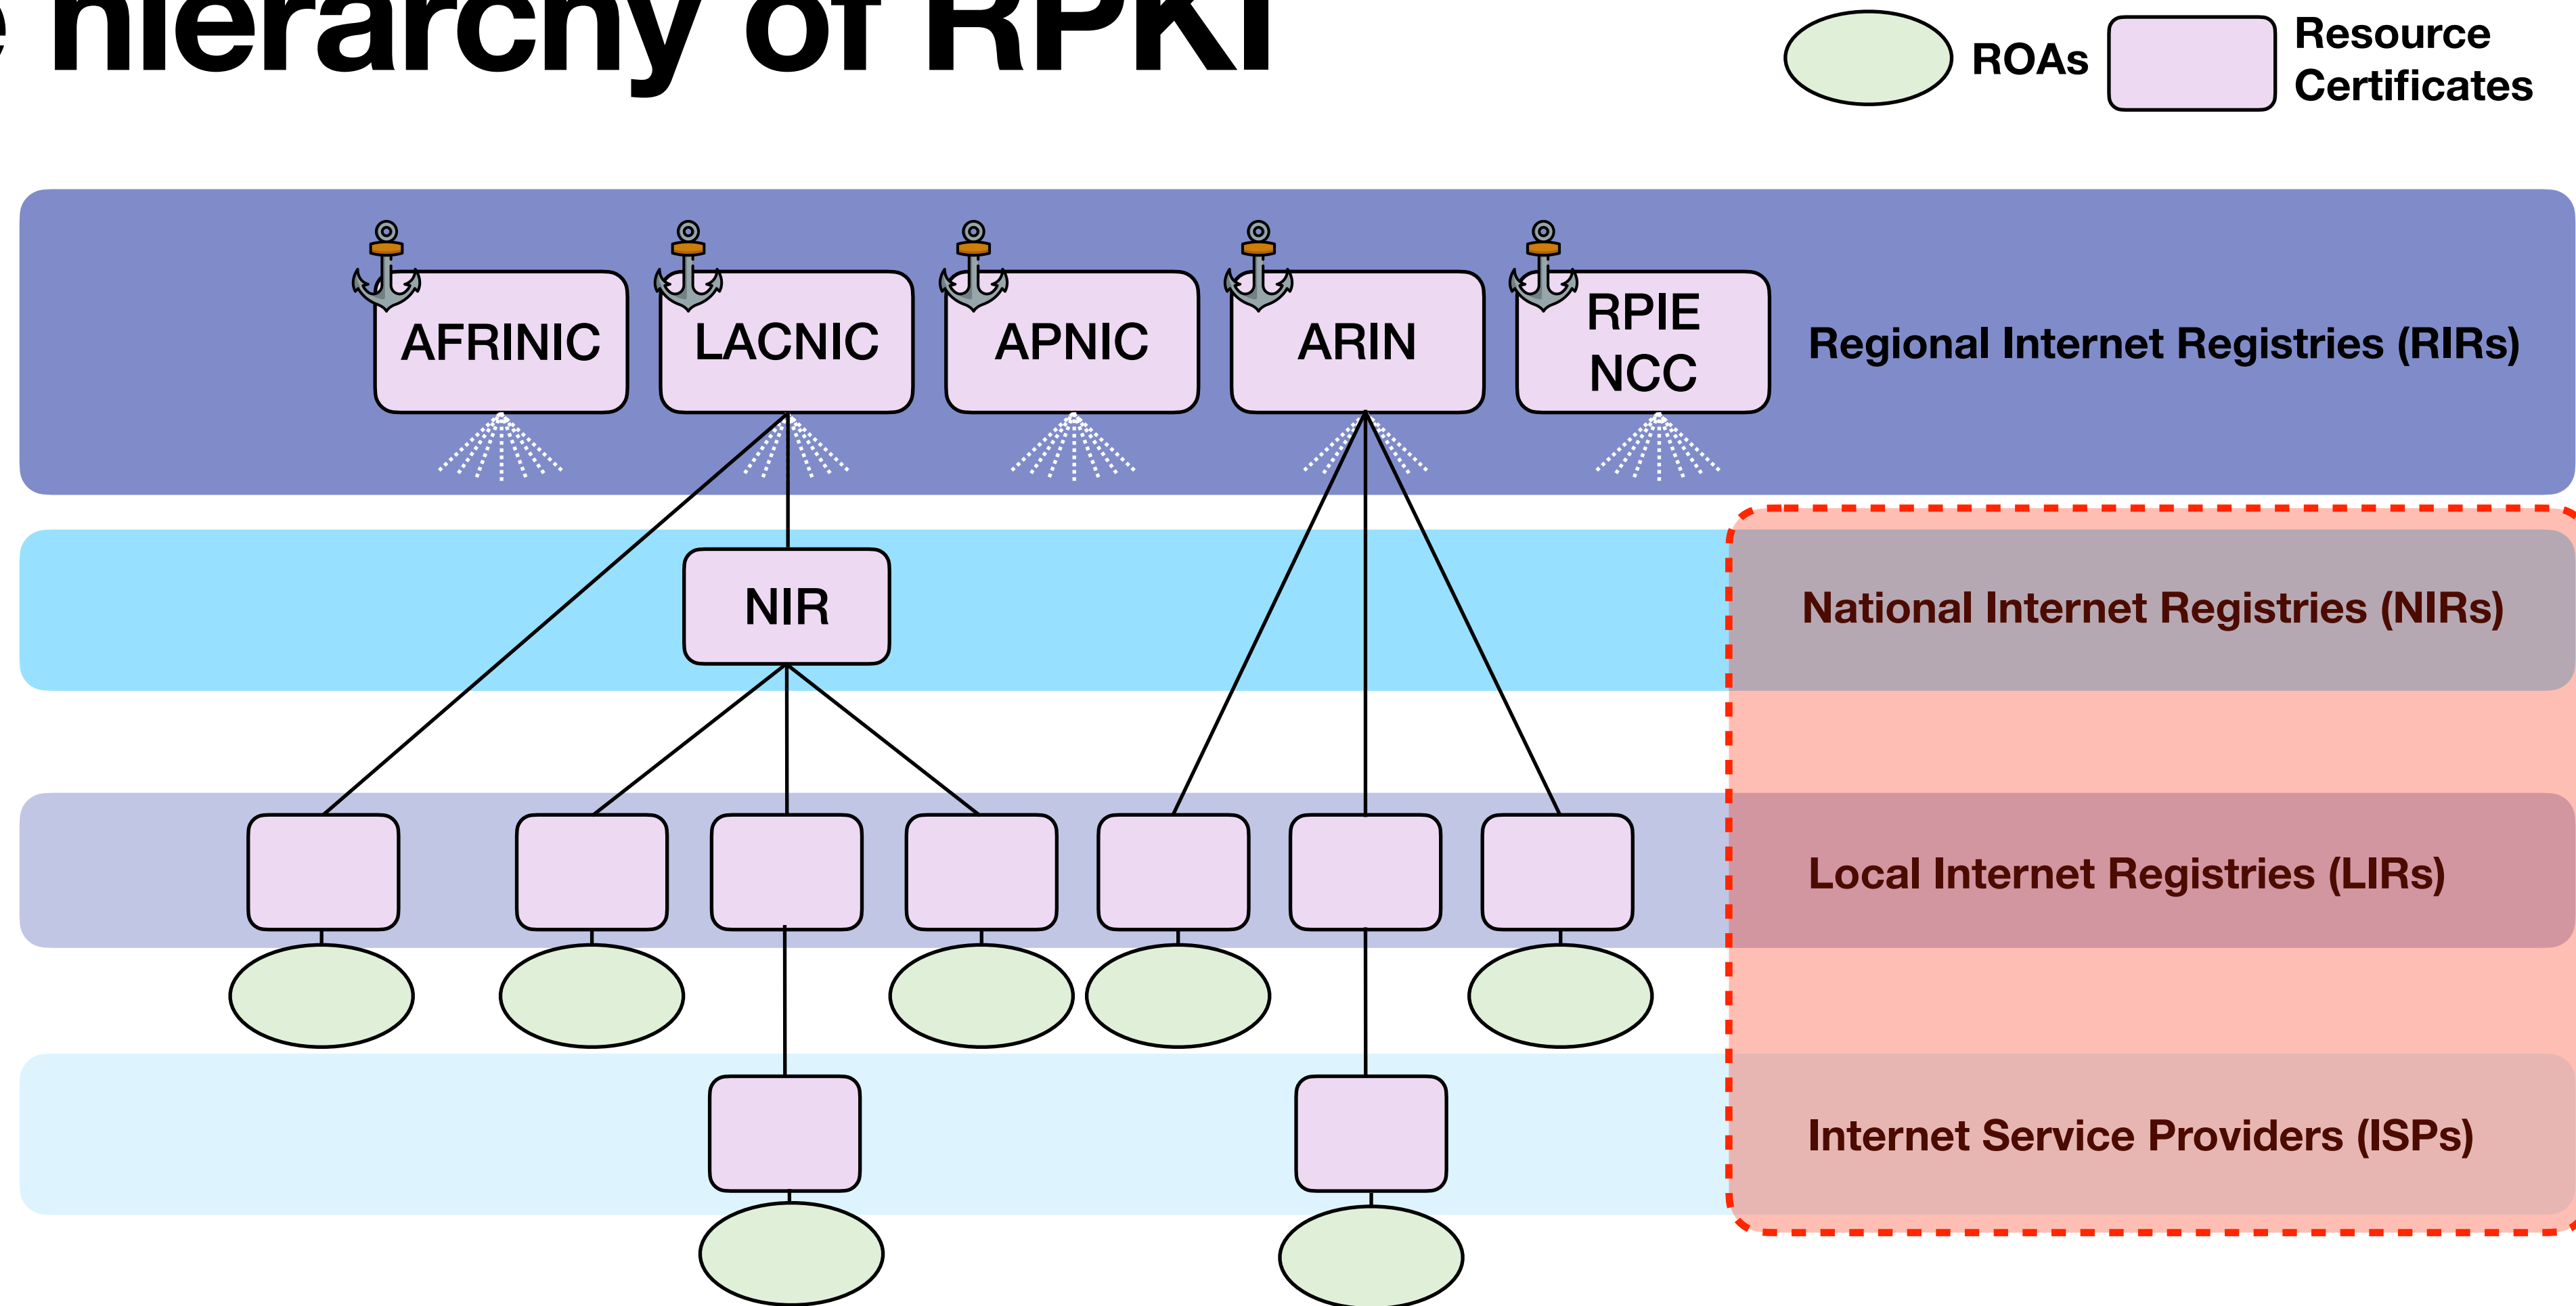 e hierarchy of RPKI
ROAs
Resource
Certificates
AFRINIC
LACNIC
APNIC
ARIN
RPIE
NCC
Regional Internet Registries (RIRs)
NIR
National Internet Registries (NIRs)
Local Internet Registries (LIRs)
Internet Service Providers (ISPs)